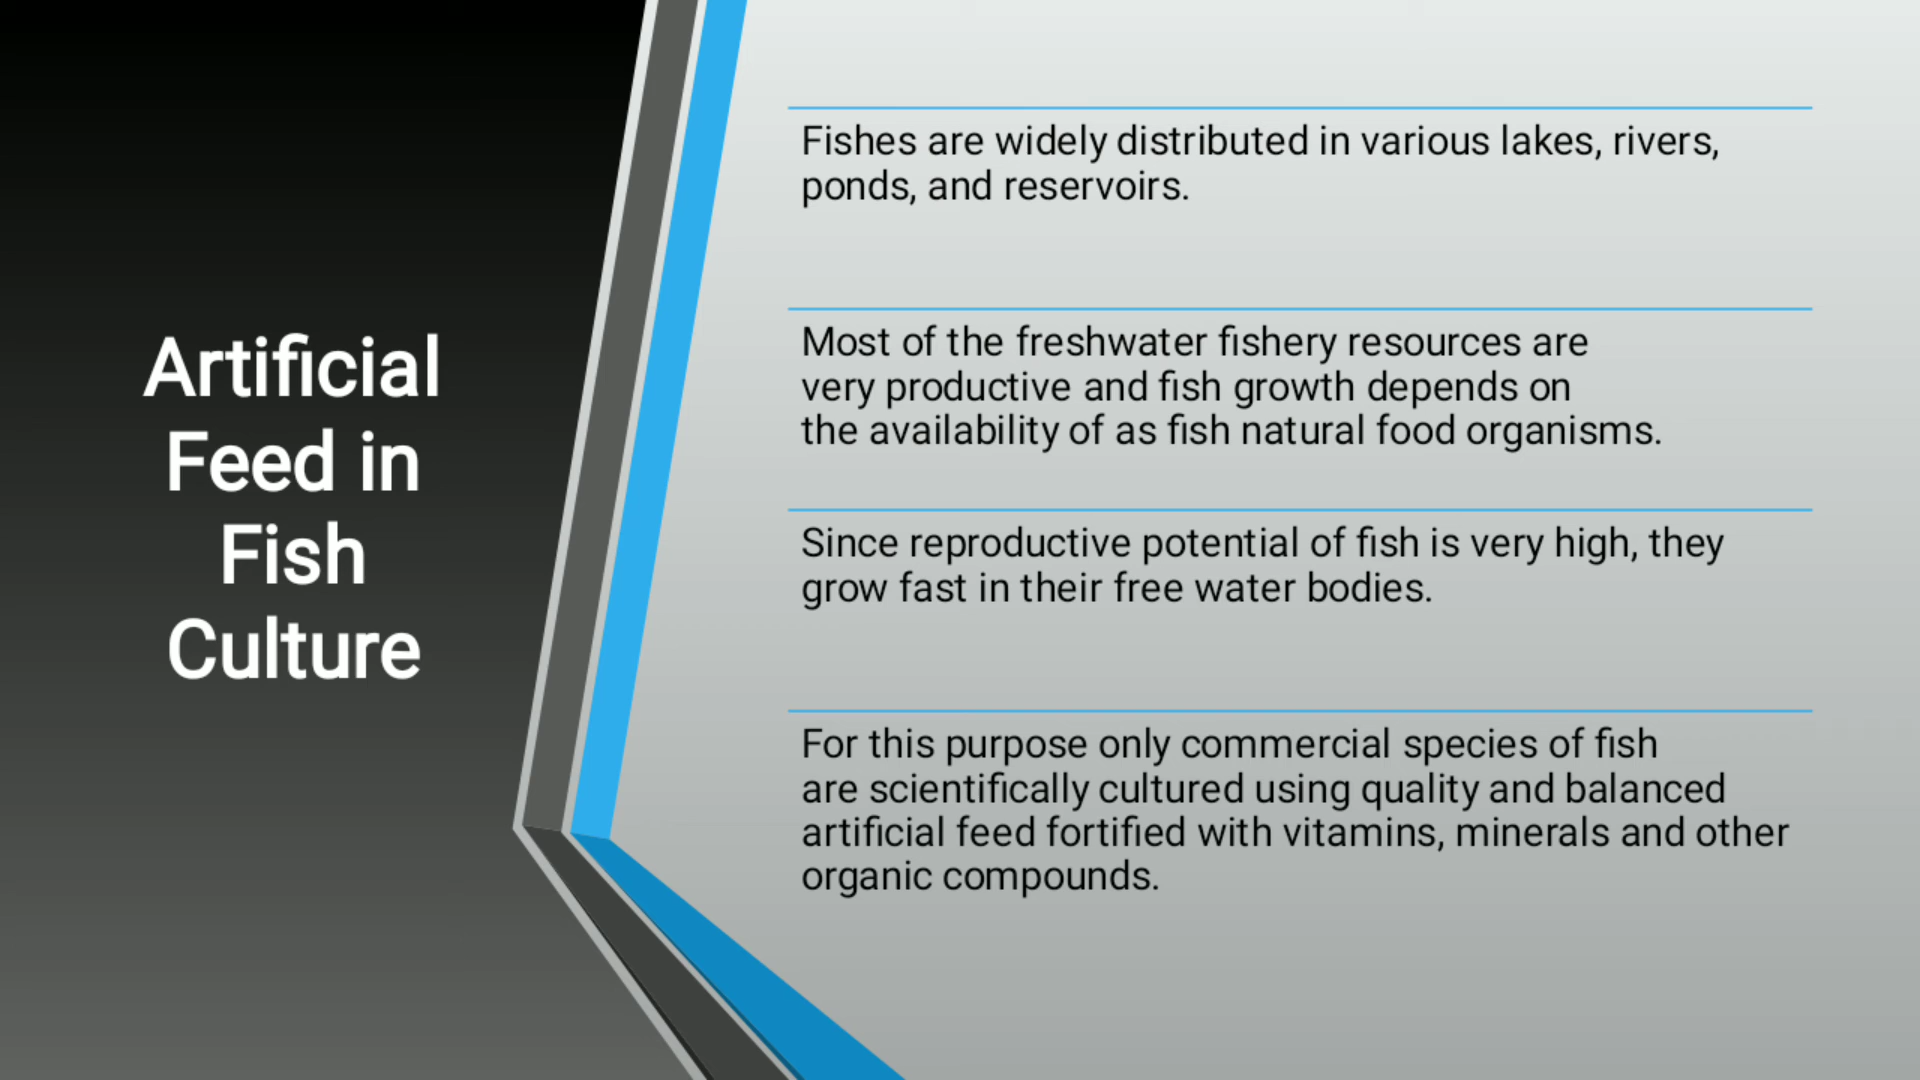 Artificial
Feed in
Fish
Culture
Fishes are widely distributed in various lakes, rivers,
ponds, and reservoirs.
Most of the freshwater fishery resources are
very productive and fish growth depends on
the availability of as fish natural food organisms.
Since reproductive potential of fish is very high, they
grow fast in their free water bodies.
For this purpose only commercial species of fish
are scientifically cultured using quality and balanced
artificial feed fortified with vitamins, minerals and other
organic compounds.